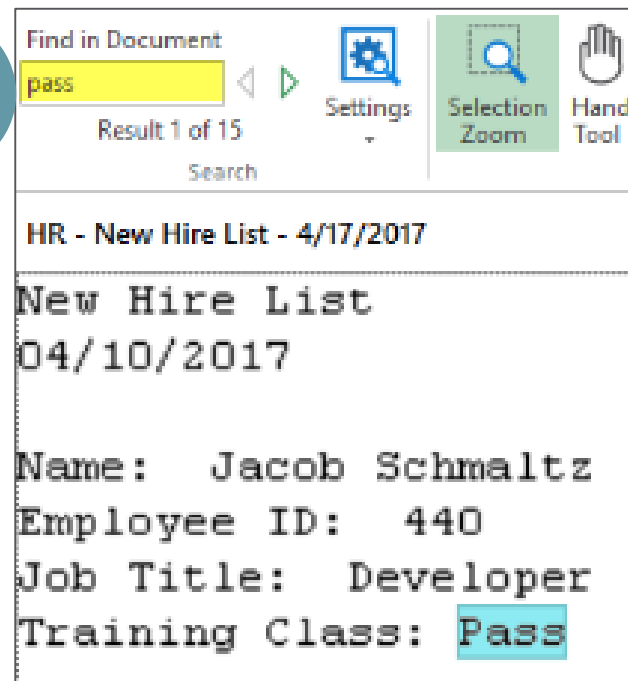 Find in Document
pass
Result 1 of 15
Search
Settings
Selection
Zoom
Hand
Tool
HR - New Hire List - 4/17/2017
New Hire List
04/10/2017
Name:  Jacob Schmaltz
Employee ID:  440
Job Title:  Developer
Training Class: Pass